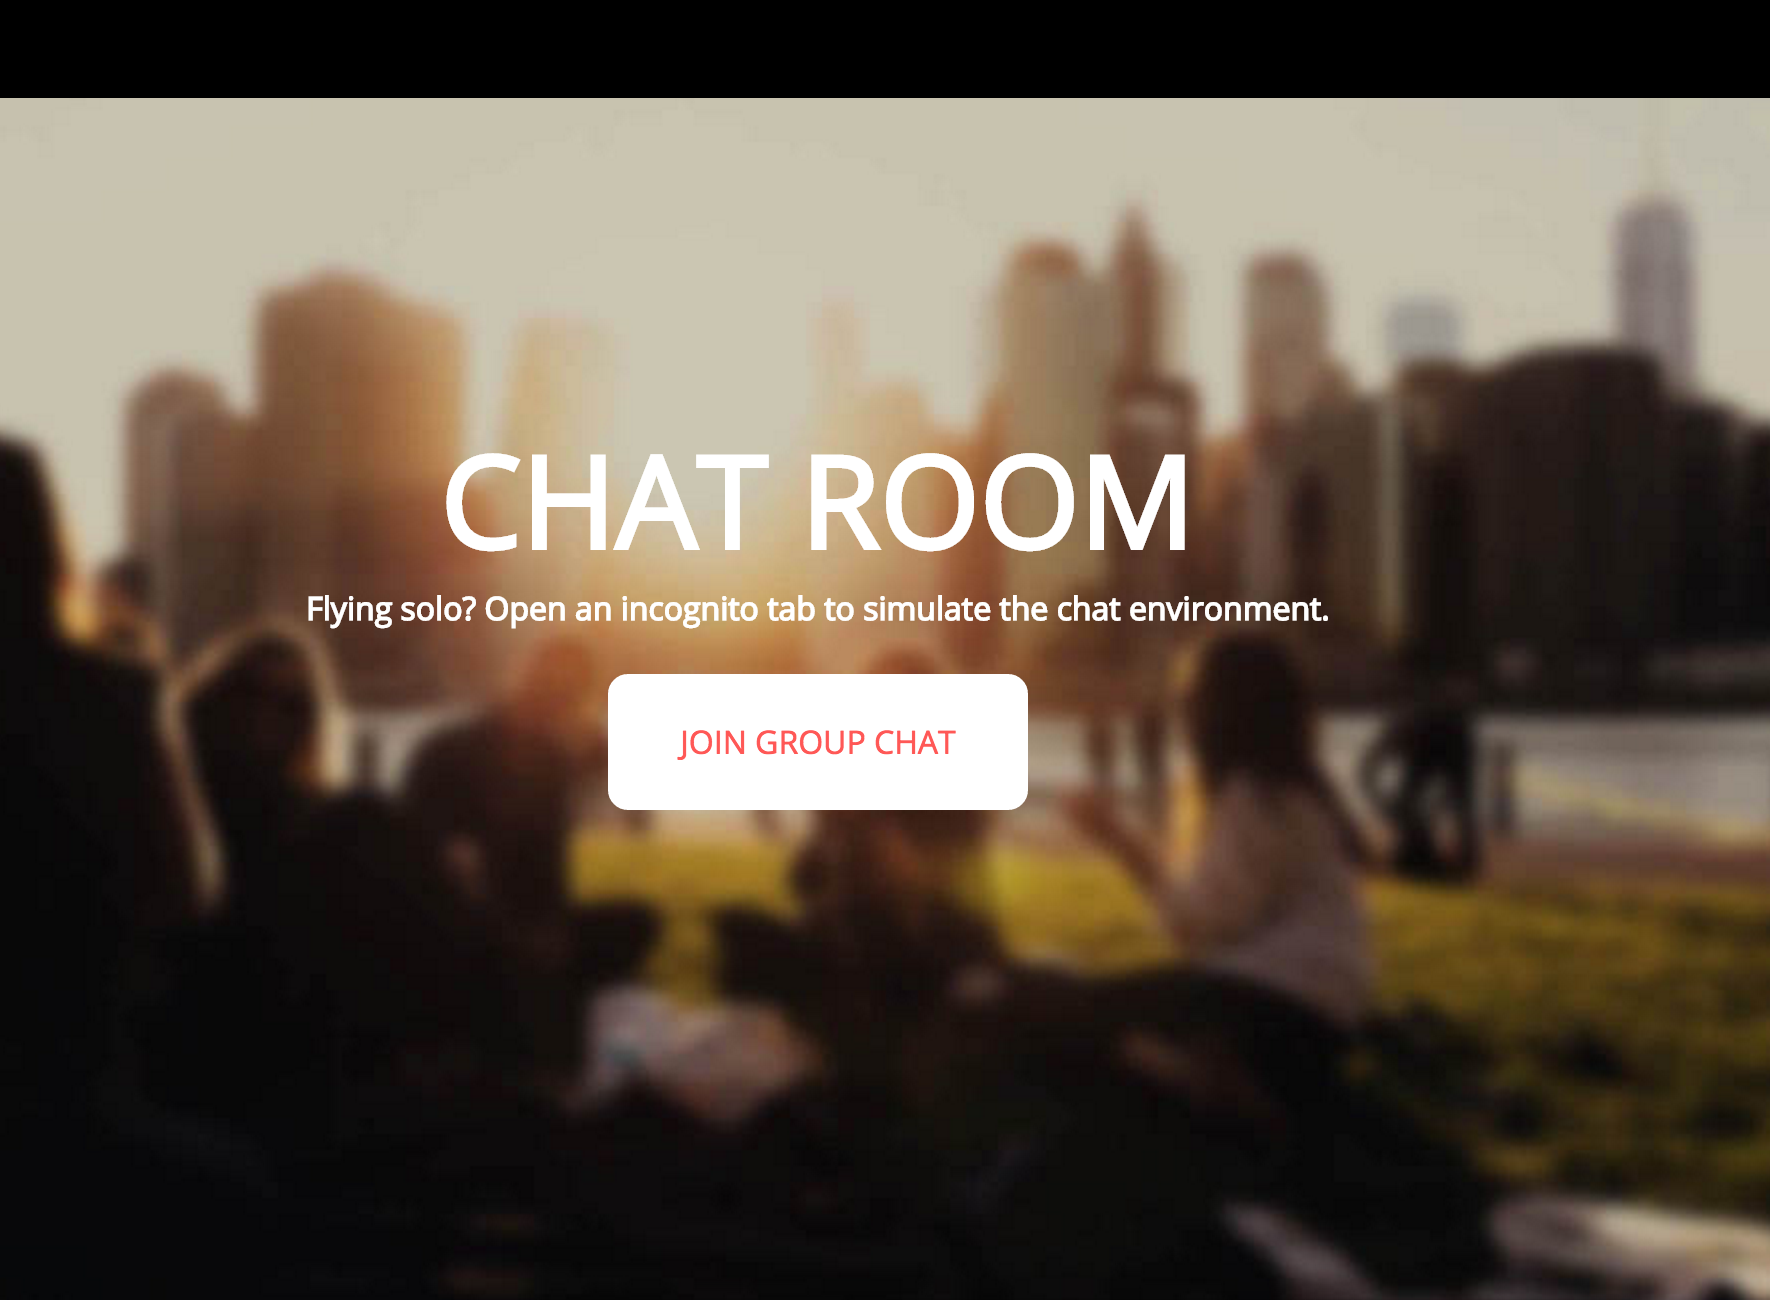 CHAT ROOM
Flying solo? Open an incognito tab to simulate the chat environment.
JOIN GROUP CHAT